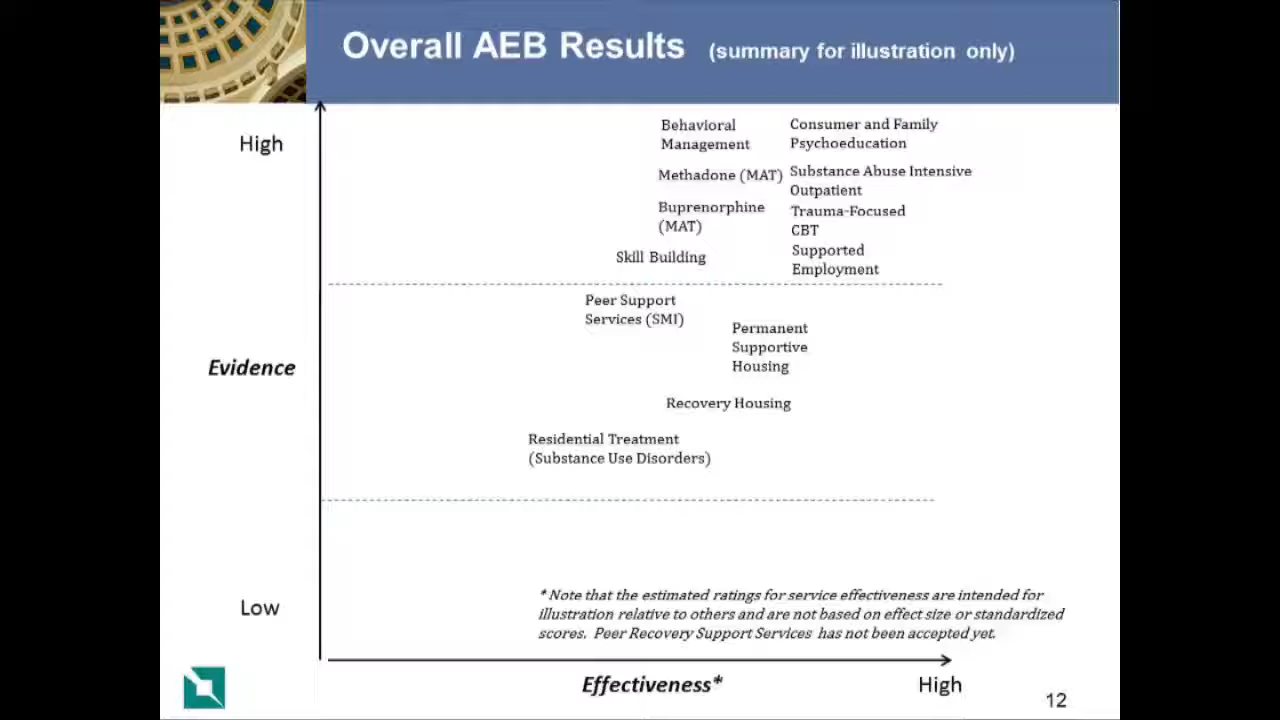 Overall AEB Results (summary for illustration only)
High
Behavioral
Management
Consumer and Family
Psychoeducation
Methadone (MAT)
Substance Abuse Intensive
Outpatient
Buprenorphine
(MAT)
Trauma-Focused
CBT
Skill Building
Supported
Employment
Peer Support
Services (SMI)
Permanent
Supportive
Housing
Evidence
Recovery Housing
Residential Treatment
(Substance Use Disorders)
Low
* Note that the estimated ratings for service effectiveness are intended for
illustration relative to others and are not based on effect size or standardized
scores. Peer Recovery Support Services has not been accepted yet.
Effectiveness*
High
12